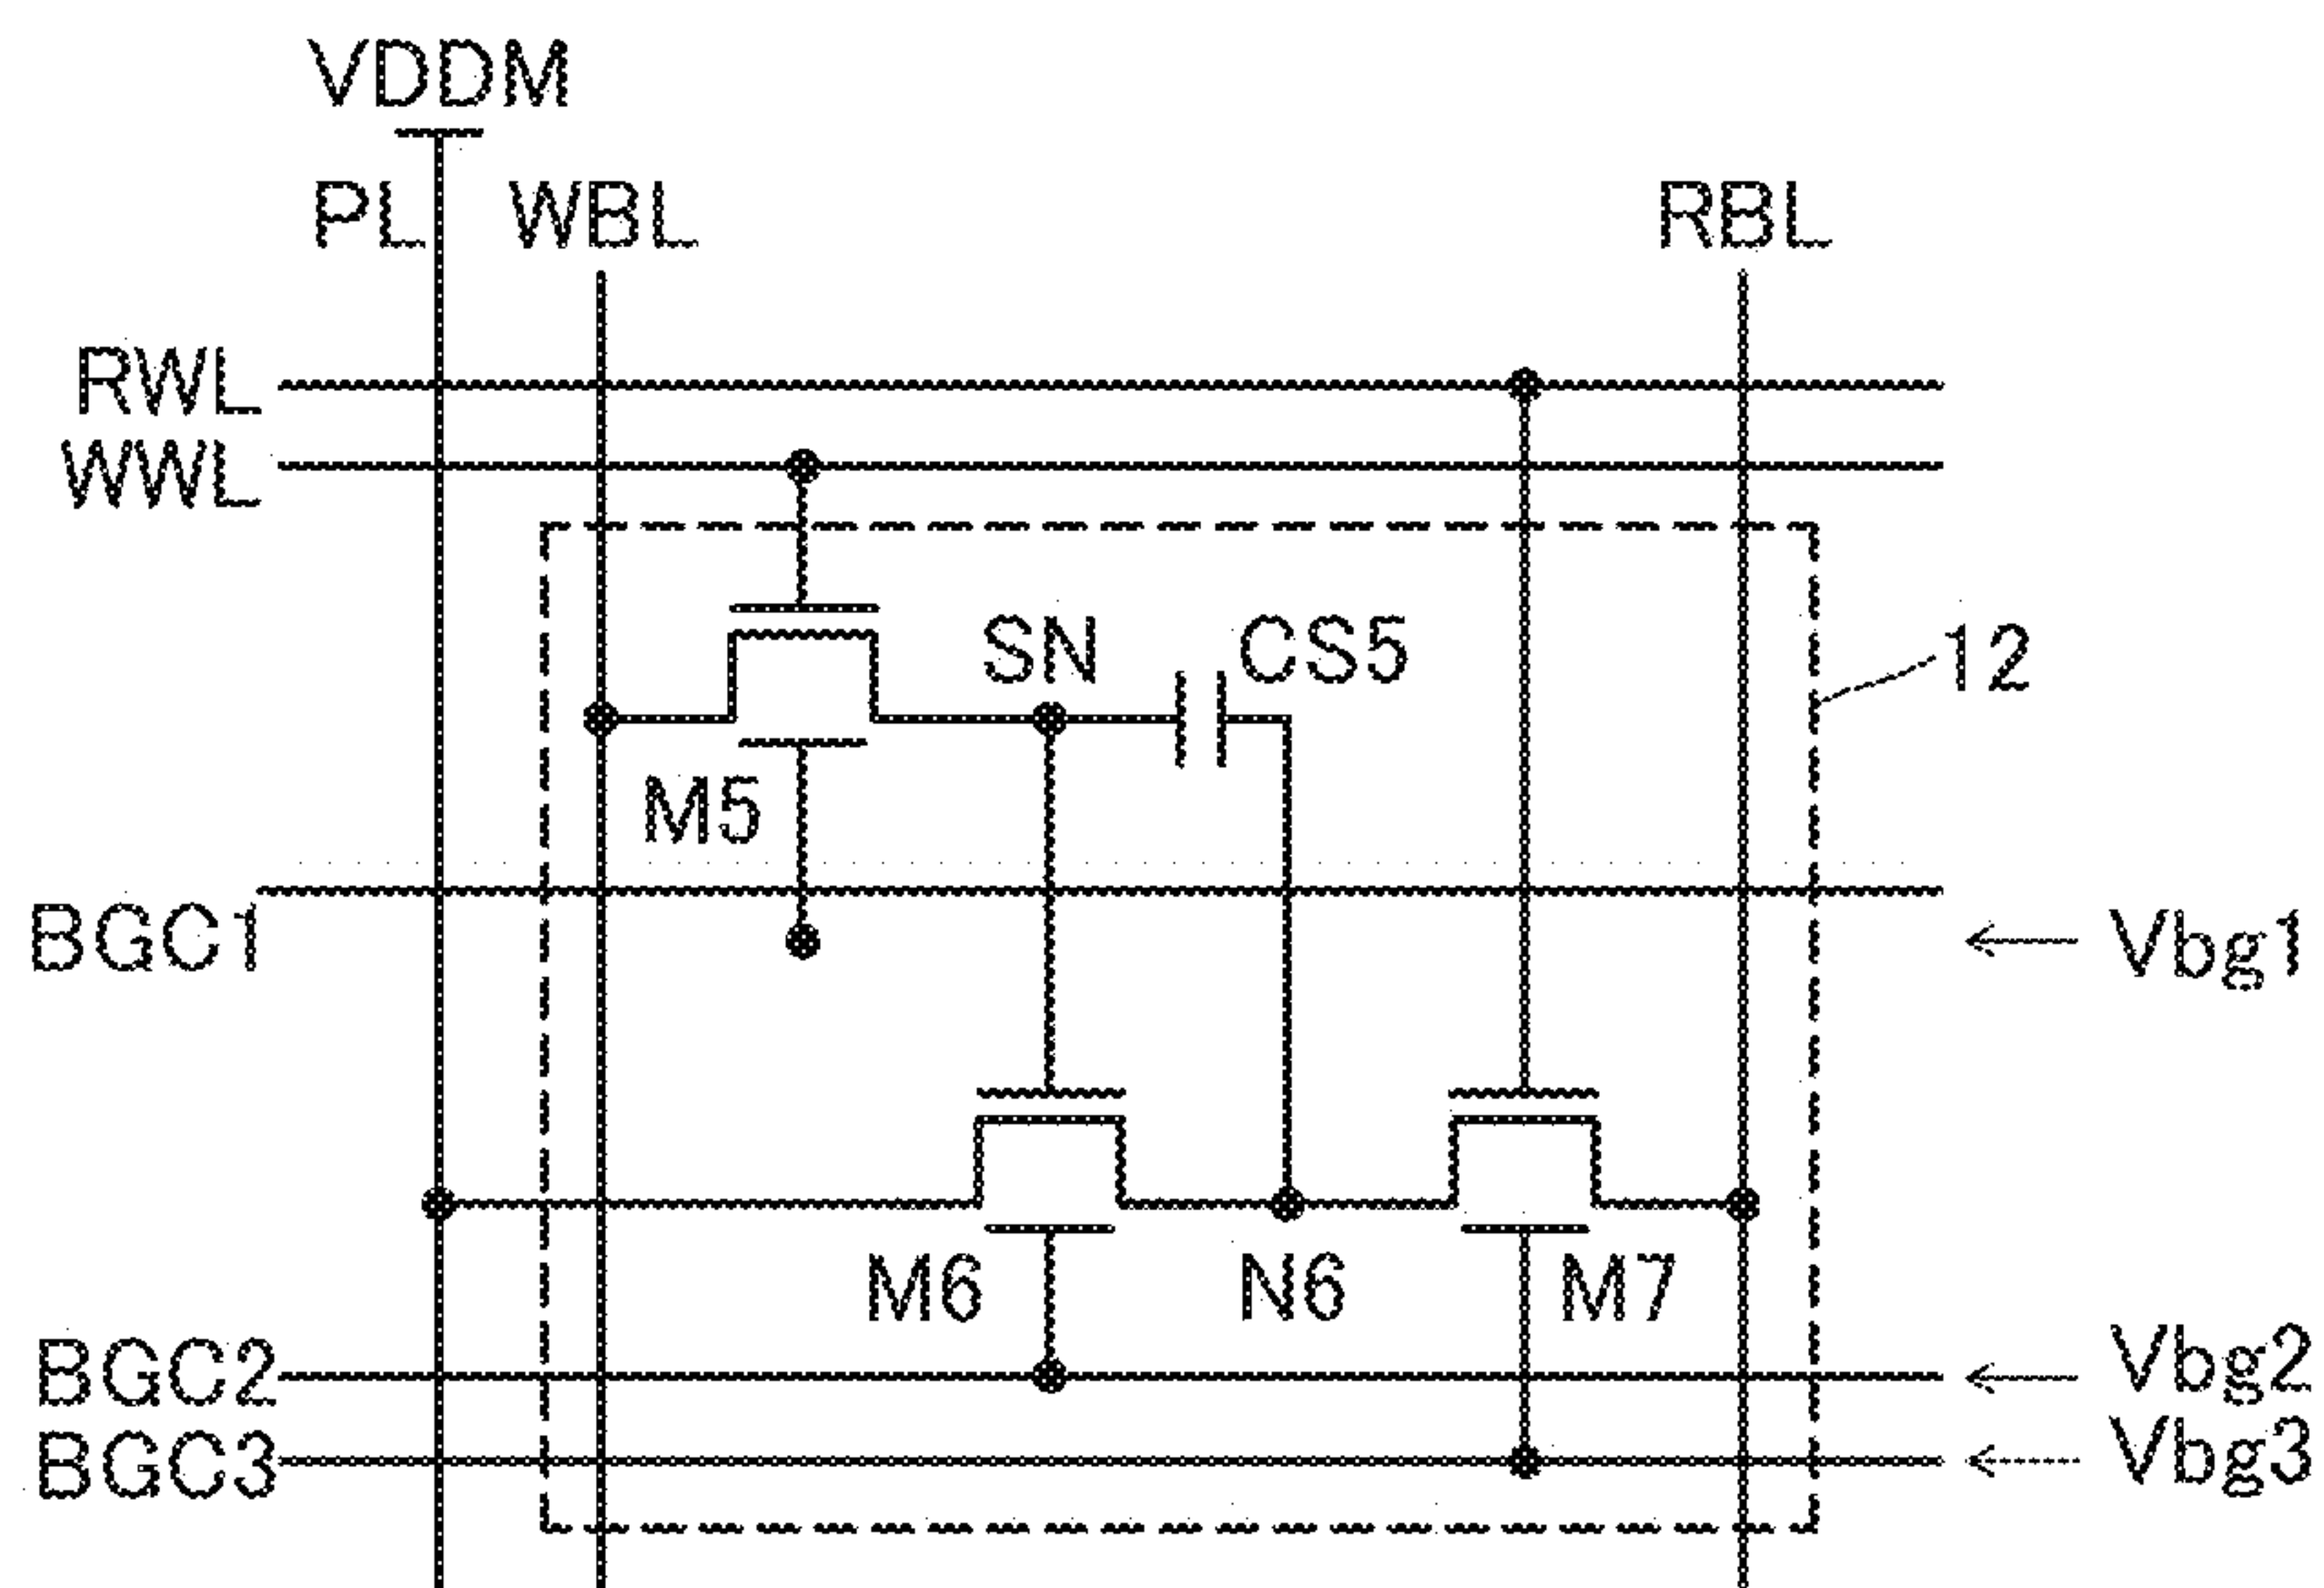 VDDM
PL WBL RBL
RWL
WWL
SN CS5 12
M5
BGC1 Vbg1
M6 N6 M7
BGC2 Vbg2
BGC3 Vbg3